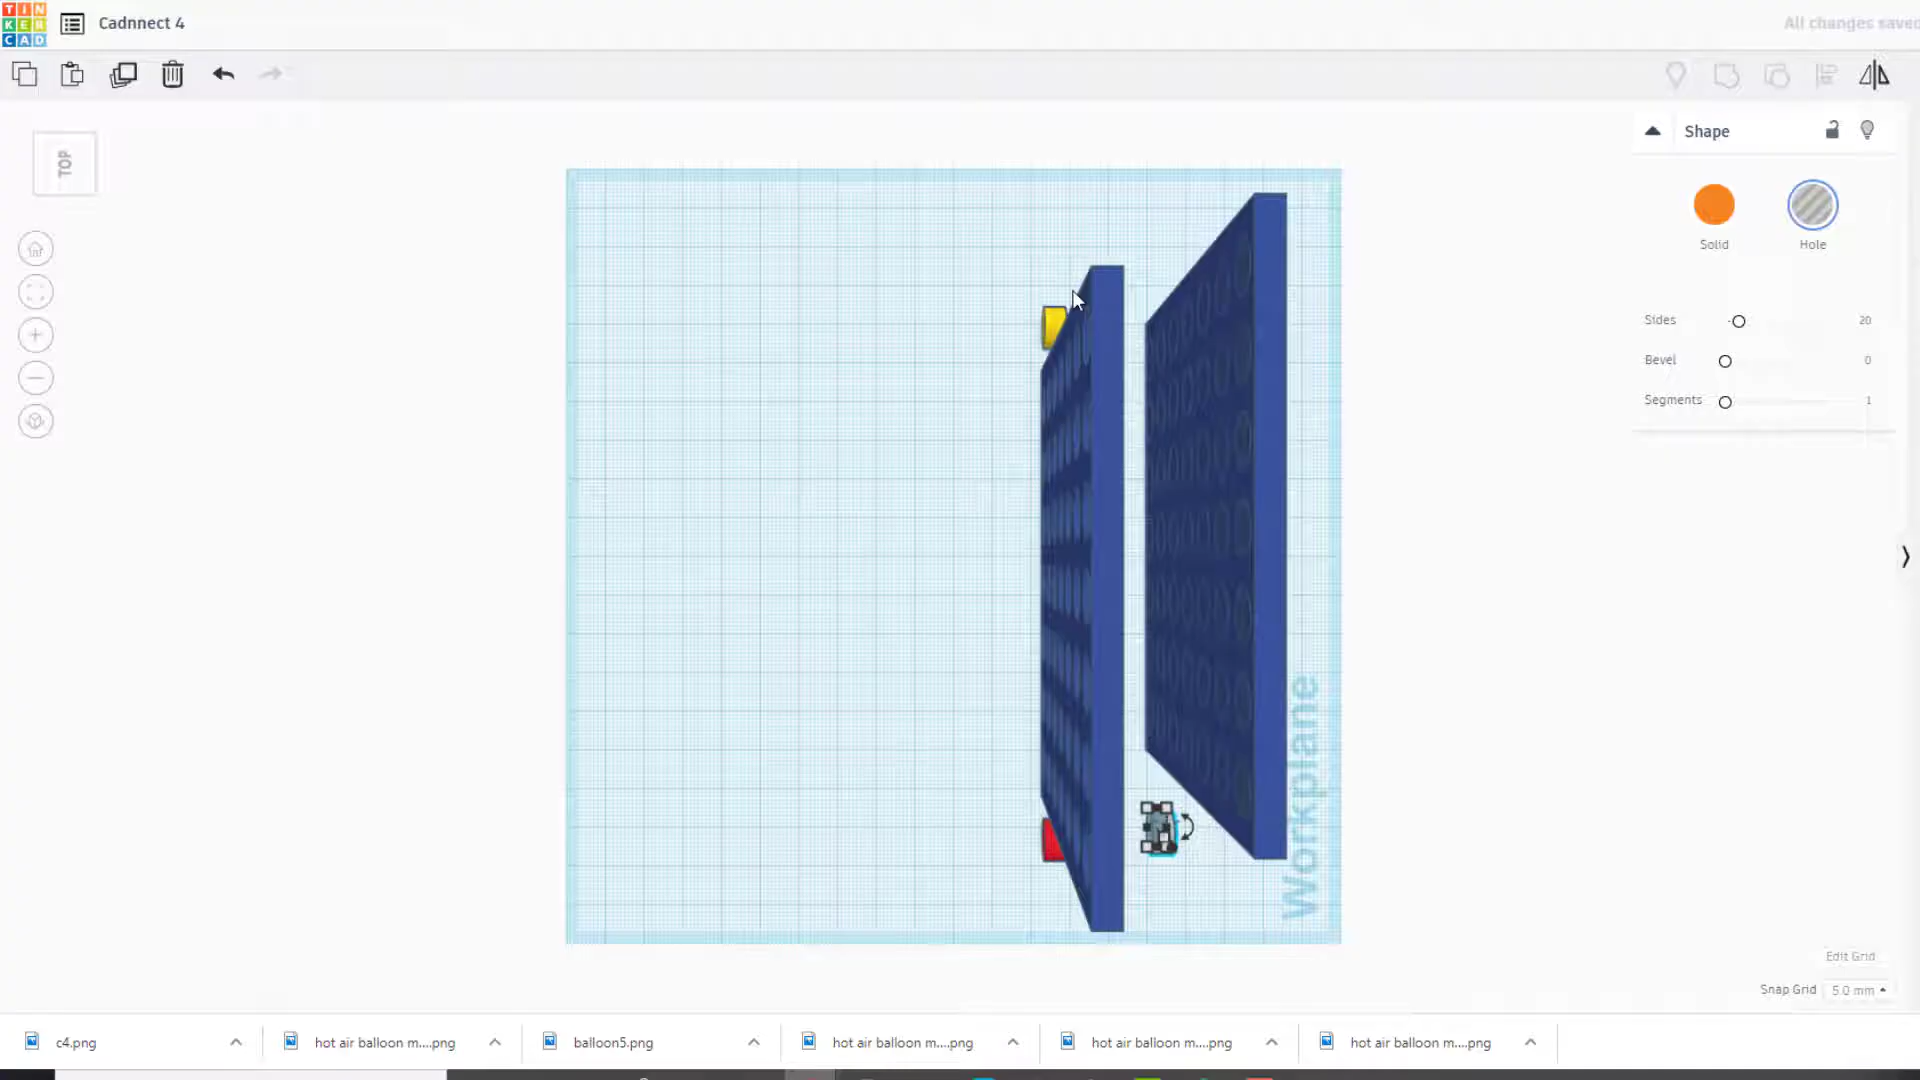 TIN
KER
CAD
Cadnnect 4
All changes saved
TOP
Shape
Solid
Hole
Sides
20
Bevel
0
Segments
1
Workplane
Edit Grid
Snap Grid
5.0 mm
c4.png
hot air balloon m....png
balloon5.png
hot air balloon m....png
hot air balloon m....png
hot air balloon m....png